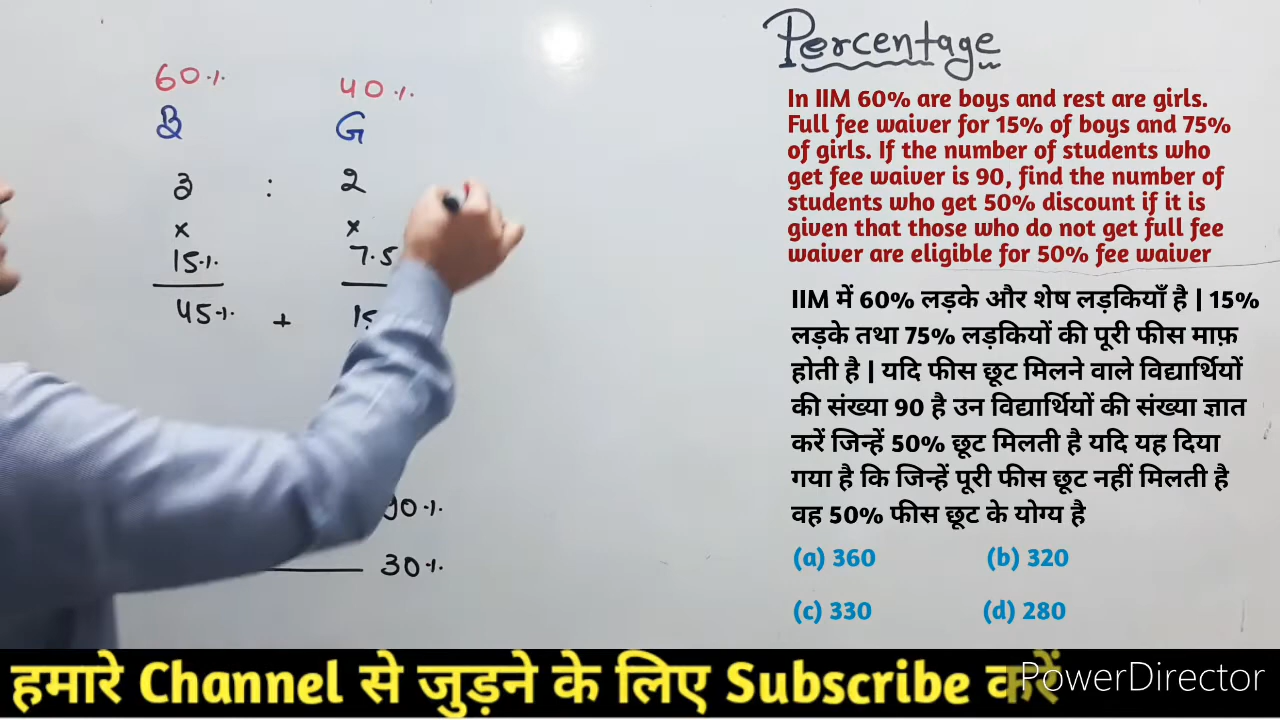 Percentage
60%
40%
B
G
3 : 2
x
x
15%
7.5
45% +
90%
30%
In IIM 60% are boys and rest are girls.
Full fee waiver for 15% of boys and 75%
of girls. If the number of students who
get fee waiver is 90, find the number of
students who get 50% discount if it is
given that those who do not get full fee
waiver are eligible for 50% fee waiver
IIM में 60% लड़के और शेष लड़कियाँ है | 15%
लड़के तथा 75% लड़कियों की पूरी फीस माफ़
होती है | यदि फीस छूट मिलने वाले विद्यार्थियों
की संख्या 90 है उन विद्यार्थियों की संख्या ज्ञात
करें जिन्हें 50% छूट मिलती है यदि यह दिया
गया है कि जिन्हें पूरी फीस छूट नहीं मिलती है
वह 50% फीस छूट के योग्य है
(a) 360 (b) 320
(c) 330 (d) 280
हमारे Channel से जुड़ने के लिए Subscribe करें
PowerDirector